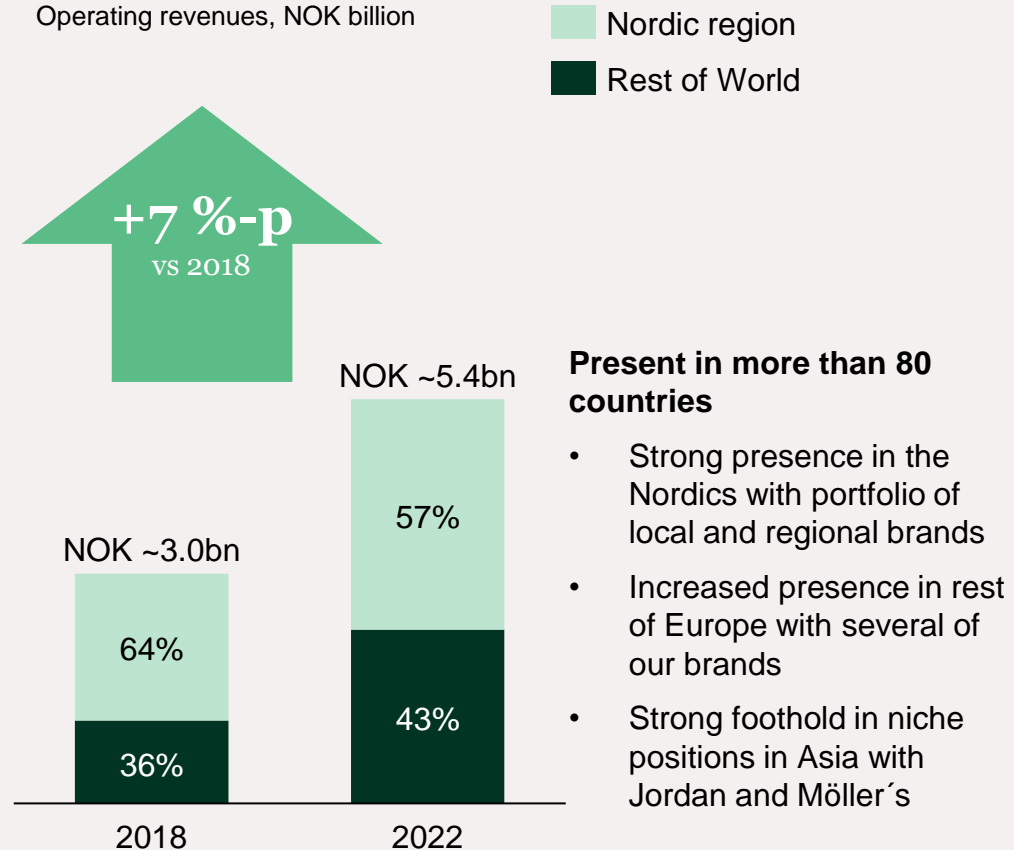 Operating revenues, NOK billion
Nordic region
Rest of World
+7 %-p
vs 2018
NOK ~5.4bn
57%
43%
NOK ~3.0bn
64%
36%
2018
2022
Present in more than 80
countries
• Strong presence in the
Nordics with portfolio of
local and regional brands
• Increased presence in rest
of Europe with several of
our brands
• Strong foothold in niche
positions in Asia with
Jordan and Möller´s